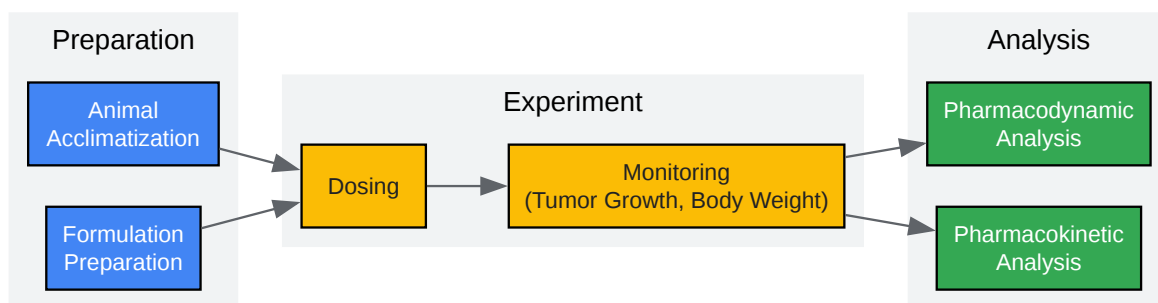 Preparation
Animal
Acclimatization
Formulation
Preparation
Experiment
Dosing
Monitoring
(Tumor Growth, Body Weight)
Analysis
Pharmacodynamic
Analysis
Pharmacokinetic
Analysis